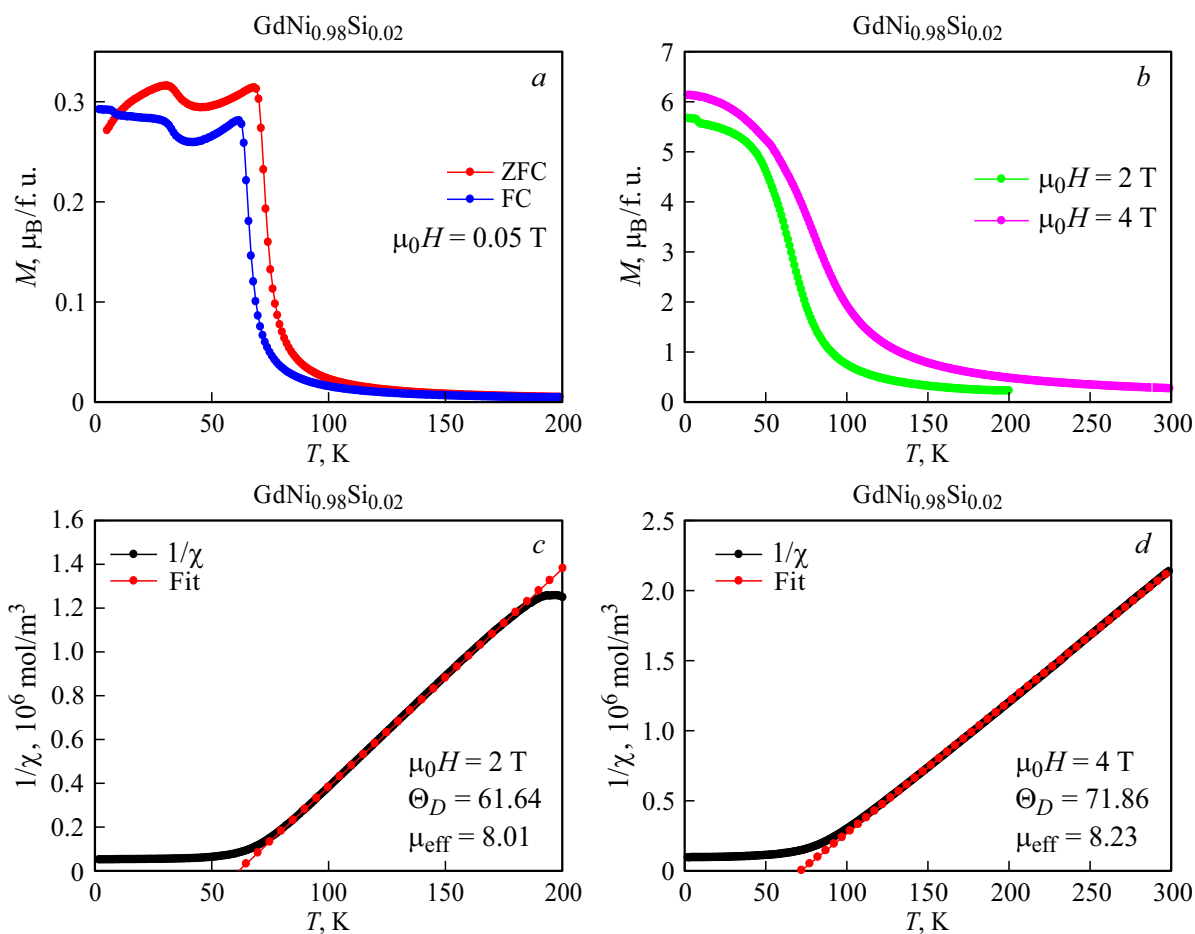 GdNi0.98Si0.02
a
M, μB/f. u.
0.3
0.2
0.1
0
ZFC
FC
μ0H = 0.05 T
0 50 100 150 200
T, K
GdNi0.98Si0.02
b
M, μB/f. u.
7
6
5
4
3
2
1
0
μ0H = 2 T
μ0H = 4 T
0 50 100 150 200 250 300
T, K
GdNi0.98Si0.02
c
1/χ, 10^6 mol/m^3
1.6
1.4
1.2
1.0
0.8
0.6
0.4
0.2
0
1/χ
Fit
μ0H = 2 T
ΘD = 61.64
μeff = 8.01
0 50 100 150 200
T, K
GdNi0.98Si0.02
d
1/χ, 10^6 mol/m^3
2.5
2.0
1.5
1.0
0.5
0
1/χ
Fit
μ0H = 4 T
ΘD = 71.86
μeff = 8.23
0 50 100 150 200 250 300
T, K